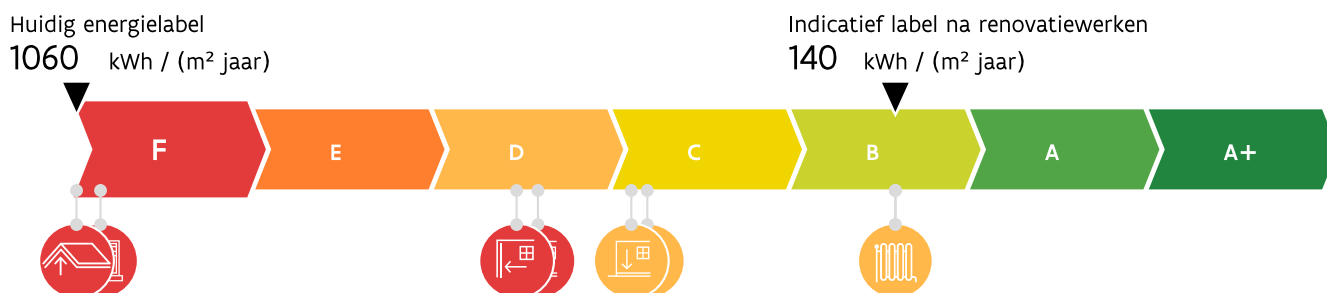 Huidig energielabel
1060 kWh / (m² jaar)
Indicatief label na renovatiewerken
140 kWh / (m² jaar)
F E D C B A A+